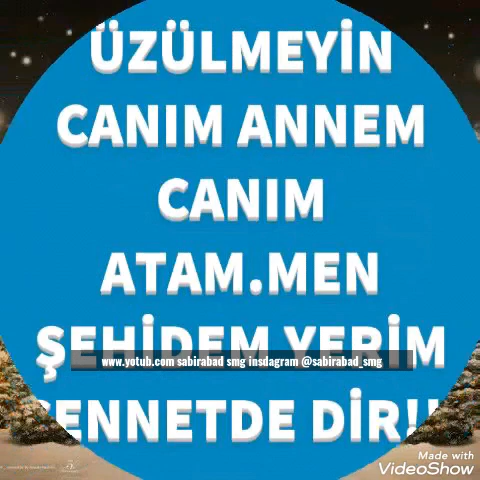 ÜZÜLMEYİN
CANIM ANNEM
CANIM
ATAM.MEN
ŞEHİDEM YERİM
www.yotub.com sabirabad smg insdagram @sabirabad_smg
CENNETDE DİR!!
Made with
VideoShow